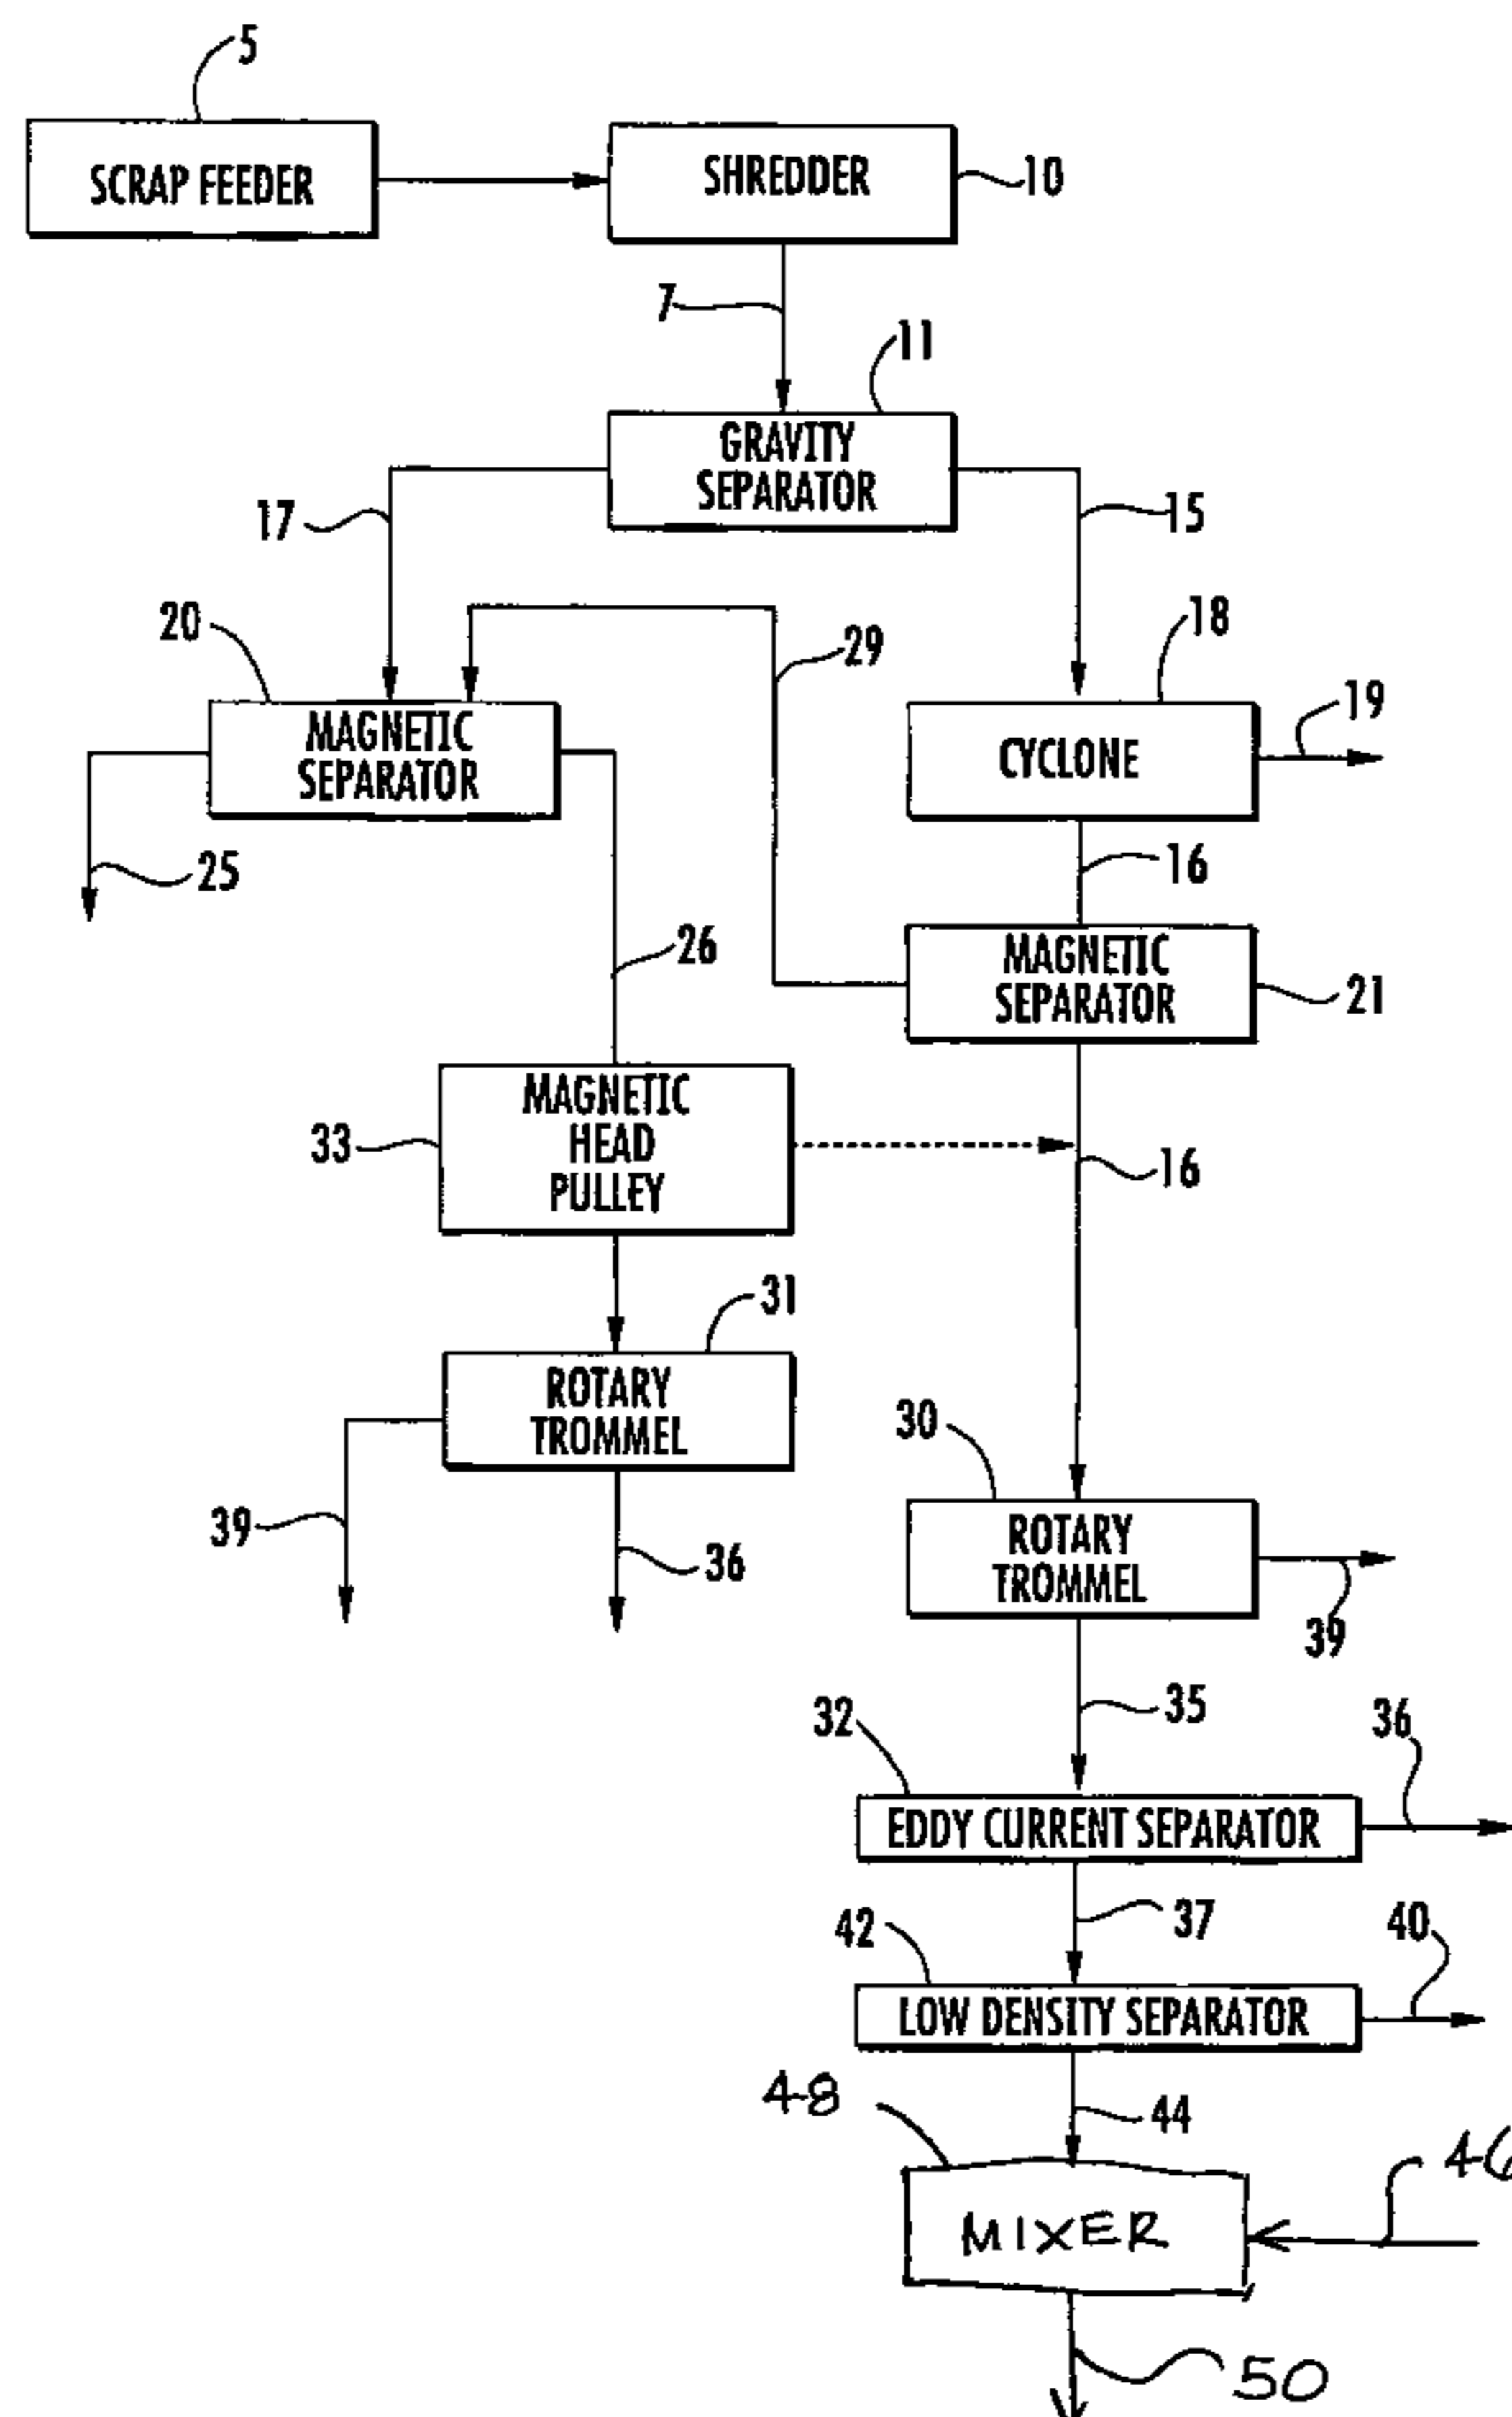 5
SCRAP FEEDER
SHREDDER
10
7
11
GRAVITY
SEPARATOR
17
15
20
29
18
19
MAGNETIC
SEPARATOR
CYCLONE
25
16
26
MAGNETIC
SEPARATOR
21
MAGNETIC
HEAD
PULLEY
33
16
31
ROTARY
TROMMEL
30
39
36
ROTARY
TROMMEL
39
35
32
36
EDDY CURRENT SEPARATOR
37
42
40
LOW DENSITY SEPARATOR
48
44
46
MIXER
50